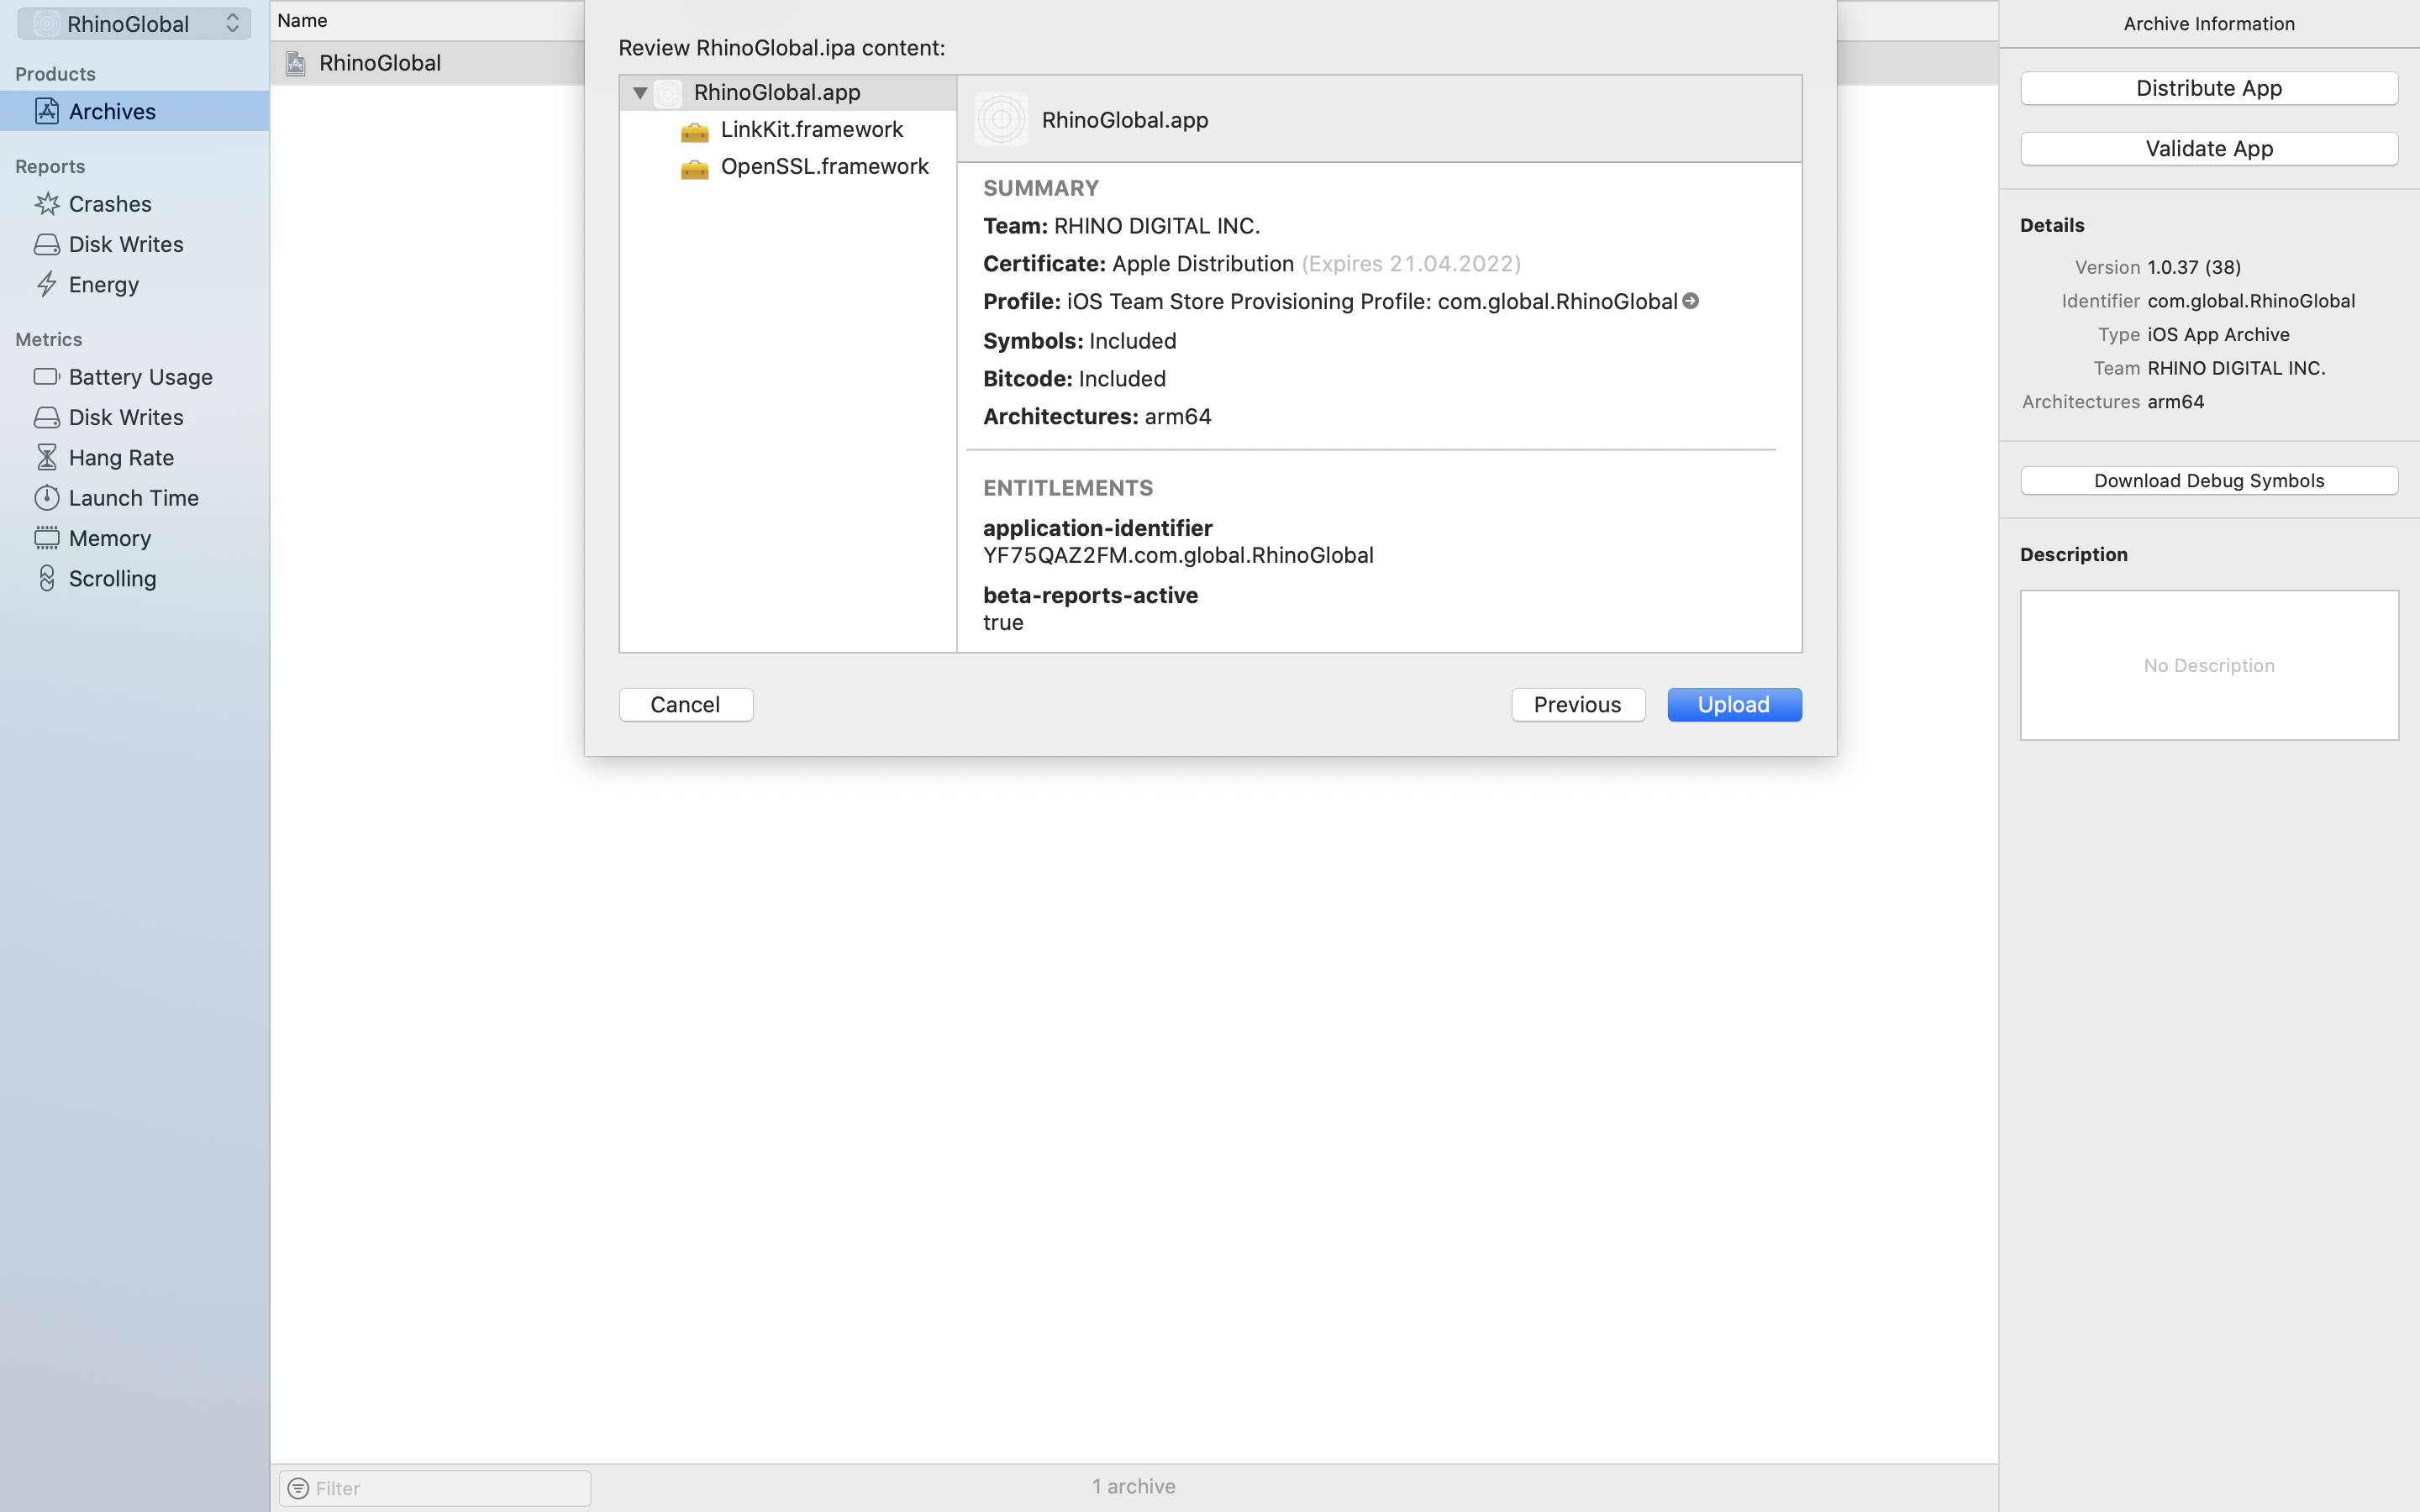 RhinoGlobal
Products
Archives
Reports
Crashes
Disk Writes
Energy
Metrics
Battery Usage
Disk Writes
Hang Rate
Launch Time
Memory
Scrolling
Name
RhinoGlobal
Filter
1 archive
Review RhinoGlobal.ipa content:
RhinoGlobal.app
LinkKit.framework
OpenSSL.framework
RhinoGlobal.app
SUMMARY
Team: RHINO DIGITAL INC.
Certificate: Apple Distribution (Expires 21.04.2022)
Profile: iOS Team Store Provisioning Profile: com.global.RhinoGlobal
Symbols: Included
Bitcode: Included
Architectures: arm64
ENTITLEMENTS
application-identifier
YF75QAZ2FM.com.global.RhinoGlobal
beta-reports-active
true
Cancel
Previous
Upload
Archive Information
Distribute App
Validate App
Details
Version 1.0.37 (38)
Identifier com.global.RhinoGlobal
Type iOS App Archive
Team RHINO DIGITAL INC.
Architectures arm64
Download Debug Symbols
Description
No Description